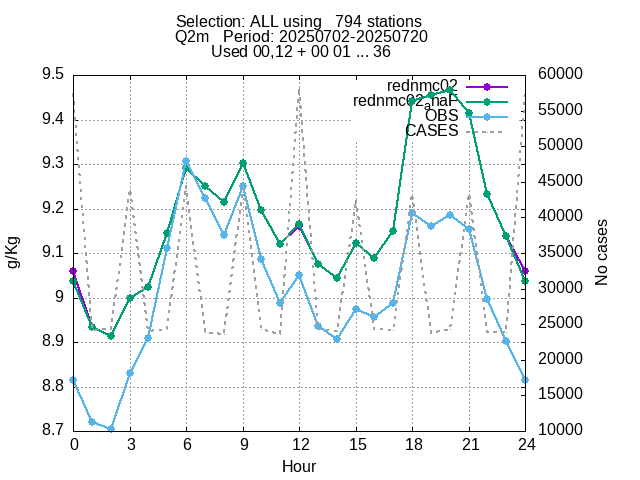 Selection: ALL using   794 stations
Q2m   Period: 20250702-20250720
Used 00,12 + 00 01 ... 36
rednmc02
rednmc02_aha
OBS
CASES
9.5
9.4
9.3
9.2
9.1
9
8.9
8.8
8.7
60000
55000
50000
45000
40000
35000
30000
25000
20000
15000
10000
g/Kg
No cases
0 3 6 9 12 15 18 21 24
Hour